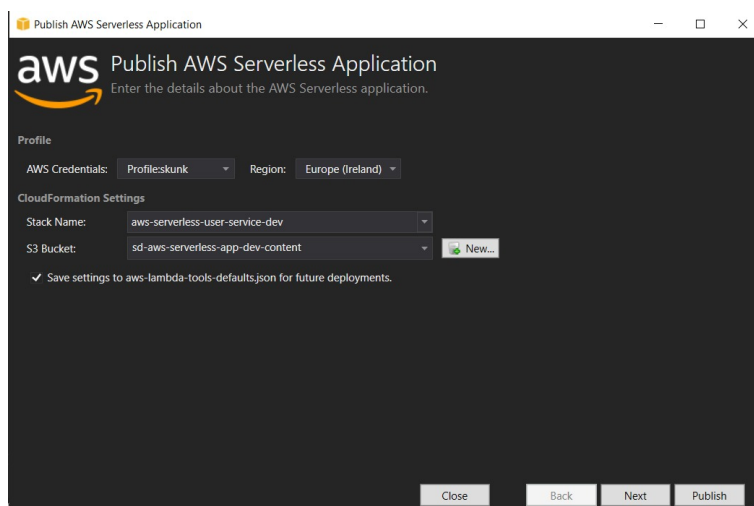 Publish AWS Serverless Application
aws
Publish AWS Serverless Application
Enter the details about the AWS Serverless application.
Profile
AWS Credentials: Profile:skunk Region: Europe (Ireland)
CloudFormation Settings
Stack Name: aws-serverless-user-service-dev
S3 Bucket: sd-aws-serverless-app-dev-content New...
Save settings to aws-lambda-tools-defaults.json for future deployments.
Close Back Next Publish